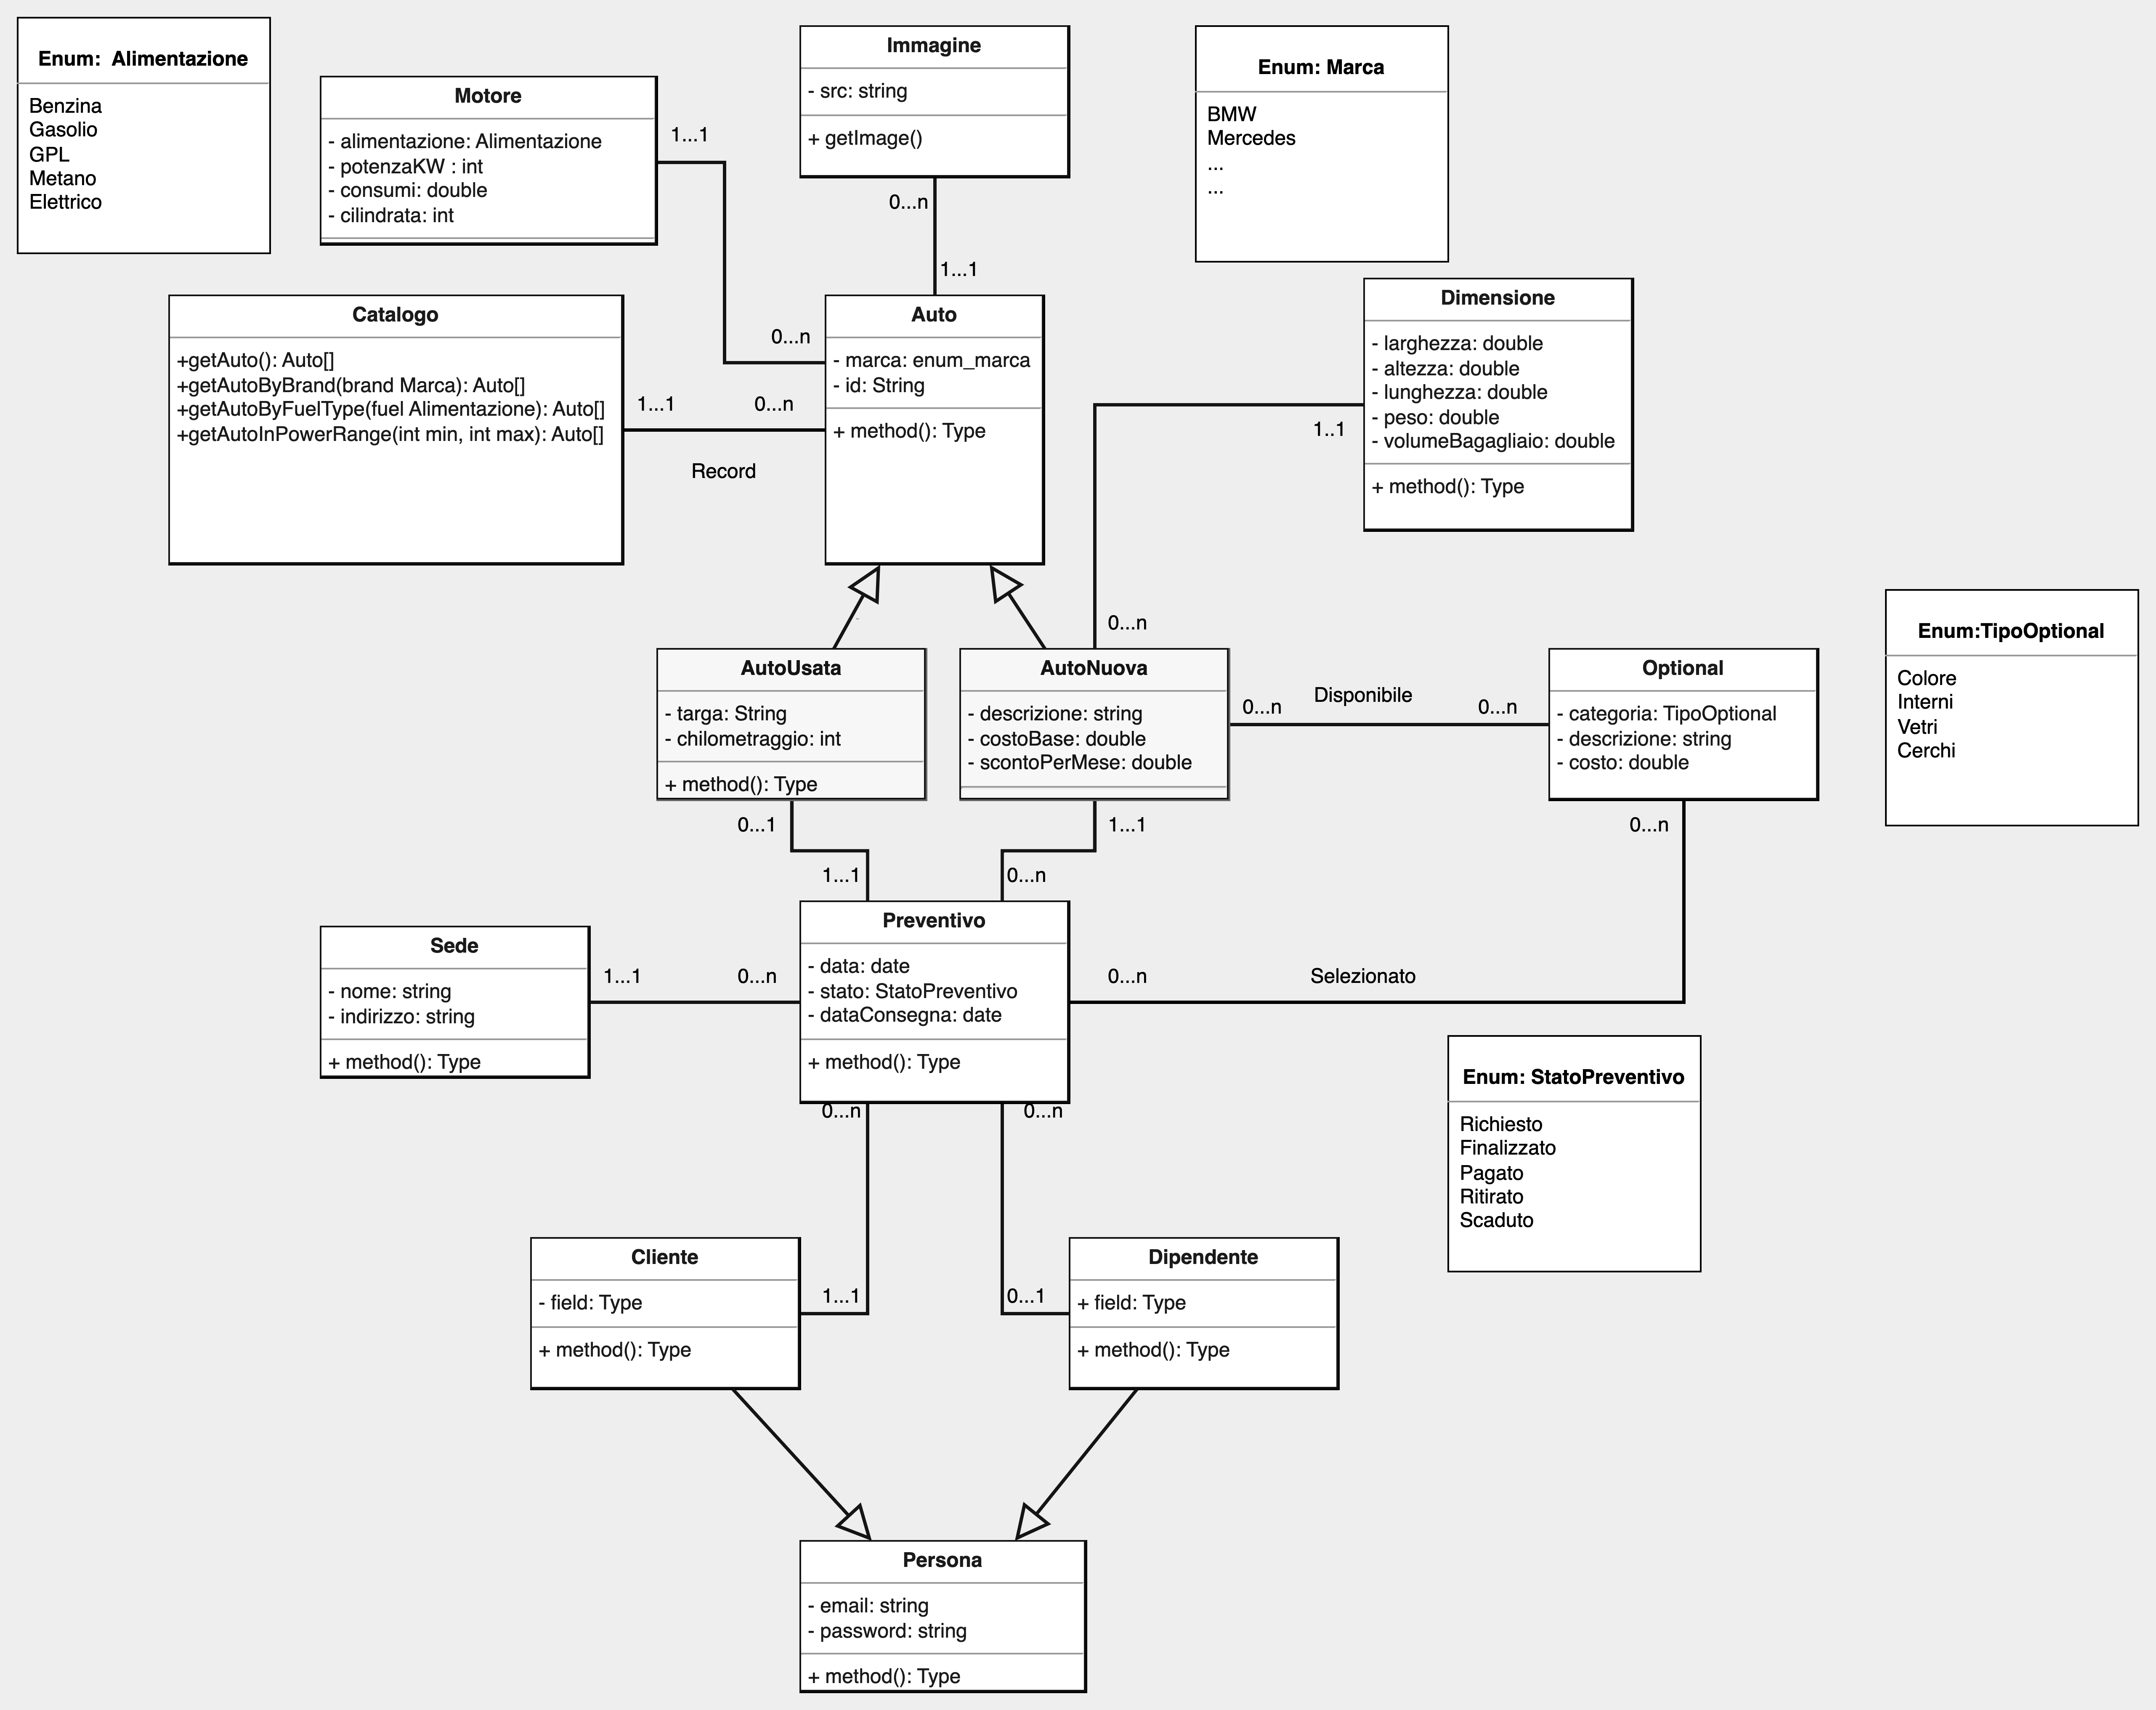 Enum:  Alimentazione
Benzina
Gasolio
GPL
Metano
Elettrico
Motore
- alimentazione: Alimentazione
- potenzaKW : int
- consumi: double
- cilindrata: int
1...1
Immagine
- src: string
+ getImage()
0...n
1...1
Enum: Marca
BMW
Mercedes
...
...
Catalogo
+getAuto(): Auto[]
+getAutoByBrand(brand Marca): Auto[]
+getAutoByFuelType(fuel Alimentazione): Auto[]
+getAutoInPowerRange(int min, int max): Auto[]
0...n
1...1
0...n
Record
Auto
- marca: enum_marca
- id: String
+ method(): Type
Dimensione
- larghezza: double
- altezza: double
- lunghezza: double
- peso: double
- volumeBagagliaio: double
+ method(): Type
1..1
0...n
AutoUsata
- targa: String
- chilometraggio: int
+ method(): Type
AutoNuova
- descrizione: string
- costoBase: double
- scontoPerMese: double
0...n
Disponibile
0...n
Optional
- categoria: TipoOptional
- descrizione: string
- costo: double
Enum:TipoOptional
Colore
Interni
Vetri
Cerchi
0...1
1...1
1...1
0...n
0...n
Sede
- nome: string
- indirizzo: string
+ method(): Type
1...1
0...n
Preventivo
- data: date
- stato: StatoPreventivo
- dataConsegna: date
+ method(): Type
0...n
Selezionato
Enum: StatoPreventivo
Richiesto
Finalizzato
Pagato
Ritirato
Scaduto
0...n
0...n
Cliente
- field: Type
+ method(): Type
1...1
0...1
Dipendente
+ field: Type
+ method(): Type
Persona
- email: string
- password: string
+ method(): Type